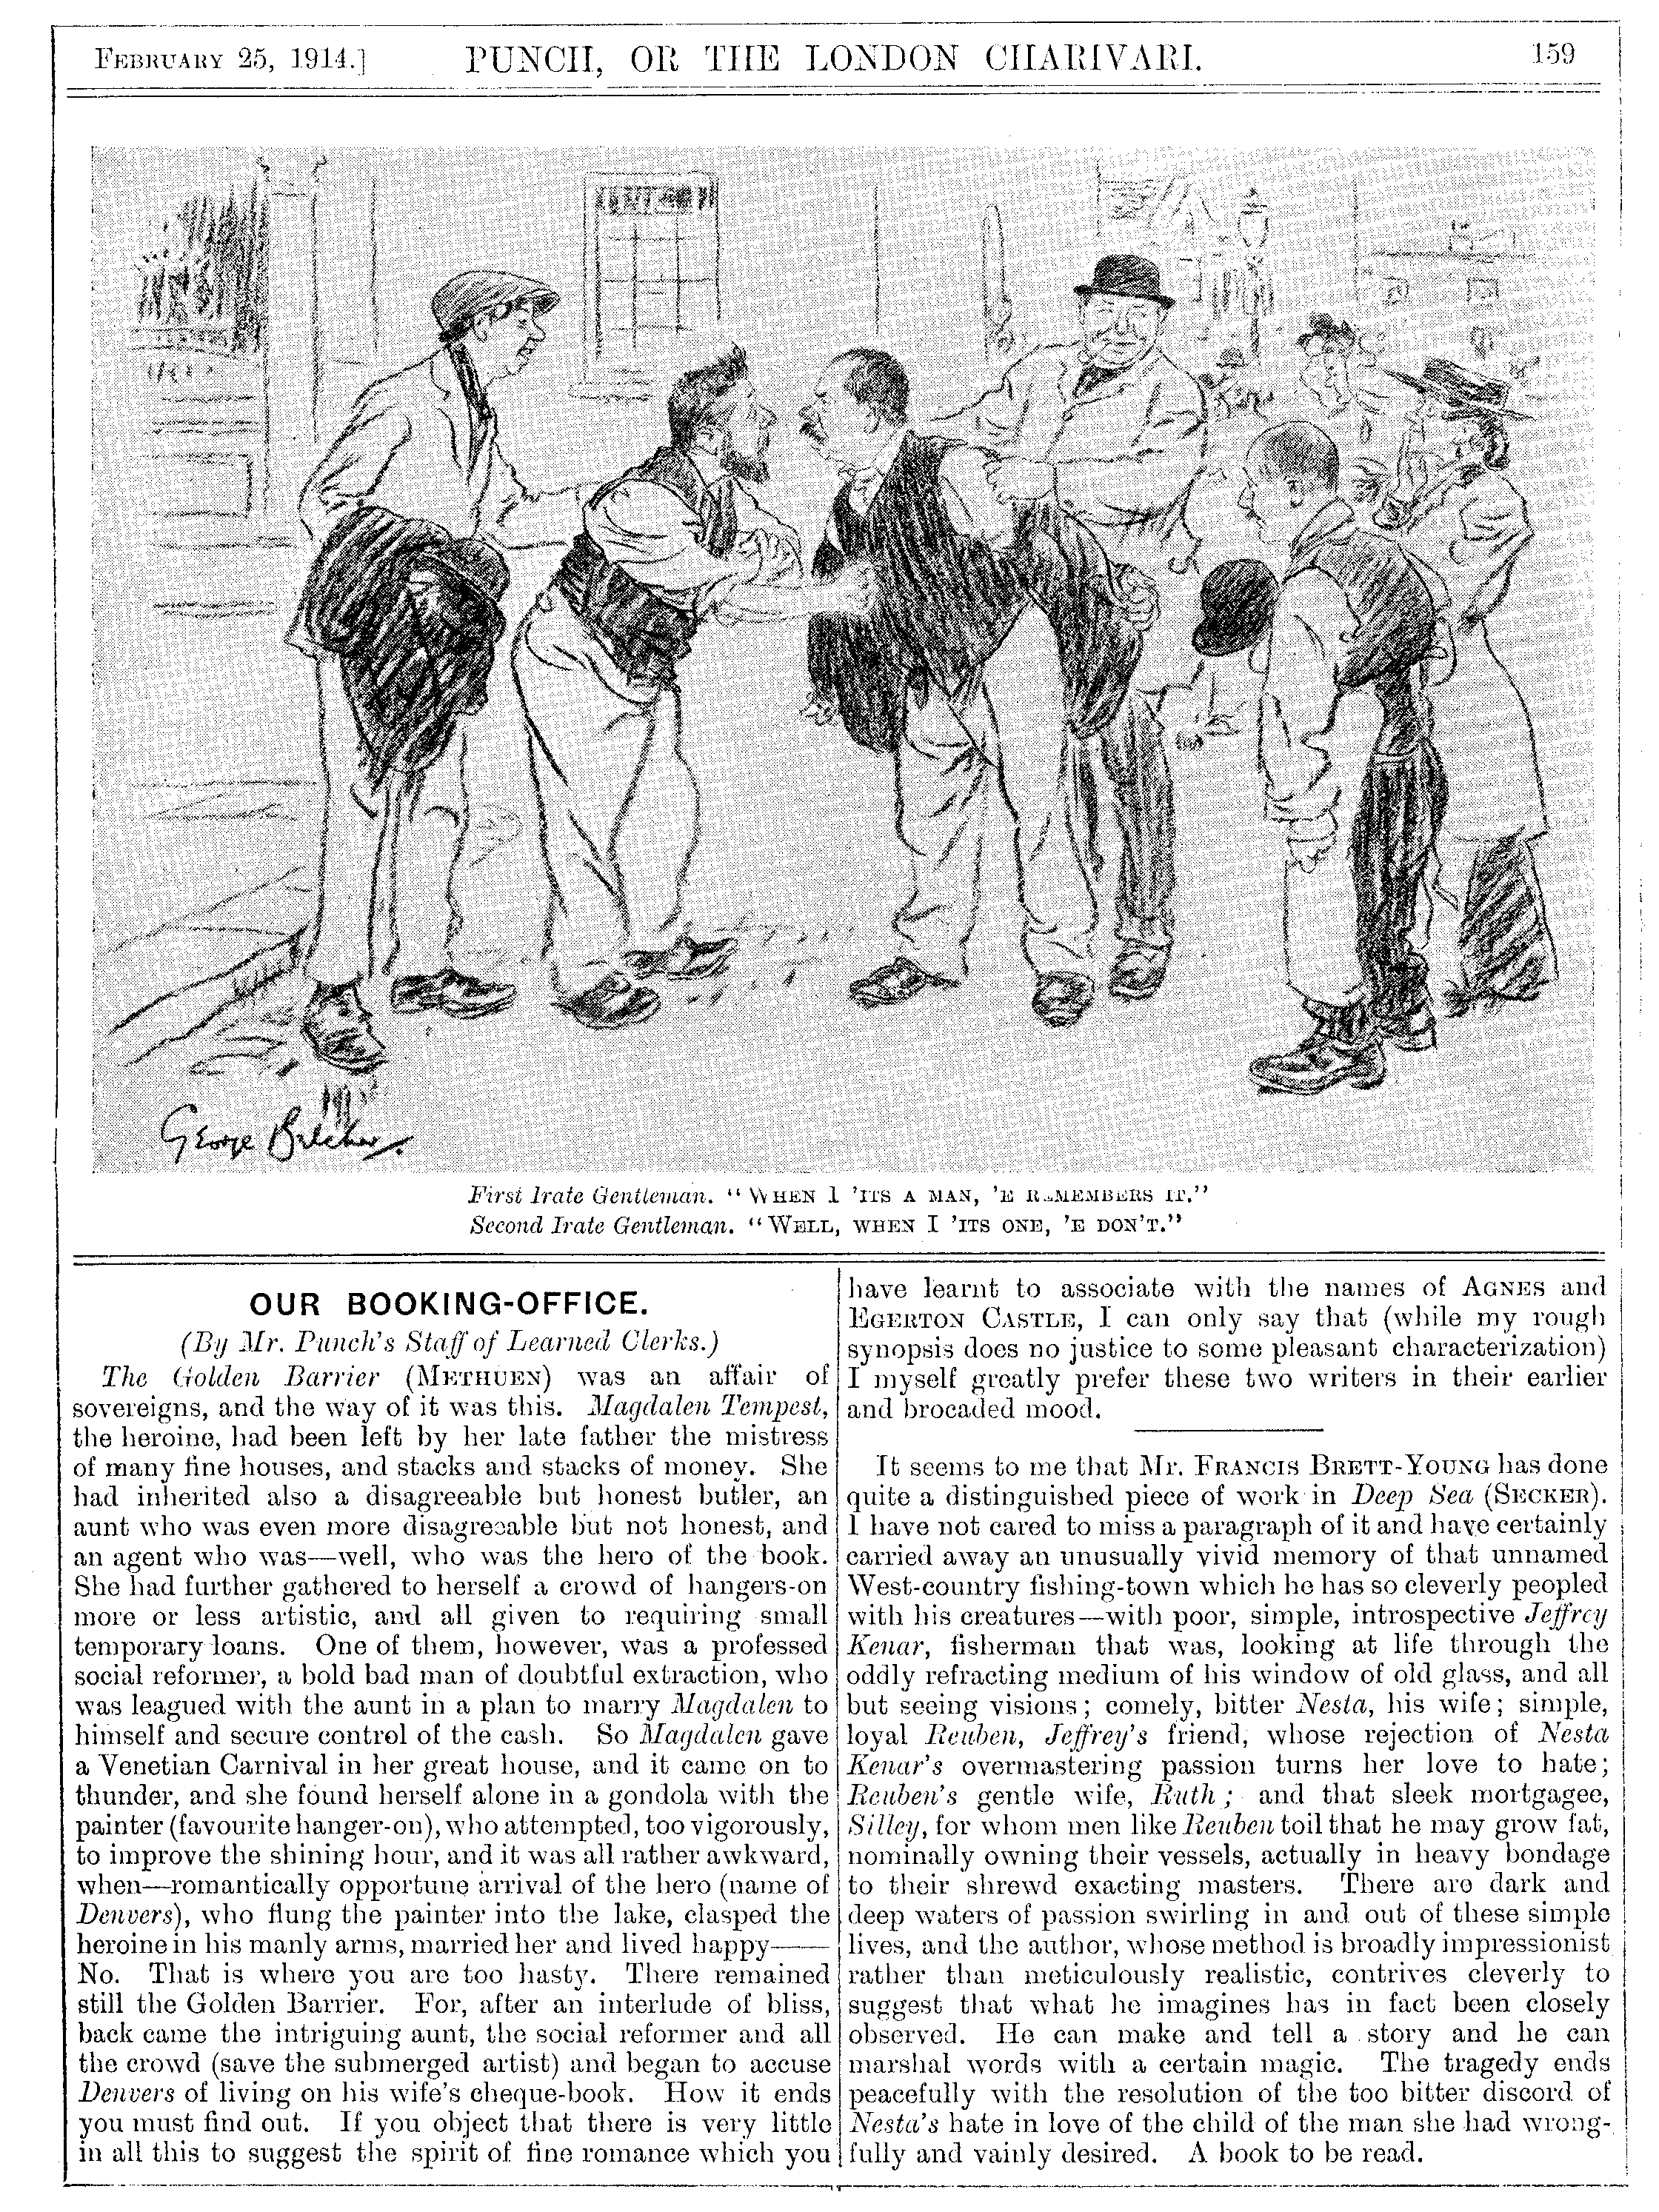 FEBRUARY 25, 1914.]
PUNCH, OR THE LONDON CHARIVARI.
159
George Belcher.
First Irate Gentleman. "WHEN I 'ITS A MAN, 'E REMEMBERS IT."
Second Irate Gentleman. "WELL, WHEN I 'ITS ONE, 'E DON'T."
OUR BOOKING-OFFICE.
(By Mr. Punch's Staff of Learned Clerks.)
The Golden Barrier (METHUEN) was an affair of
sovereigns, and the way of it was this. Magdalen Tempest,
the heroine, had been left by her late father the mistress
of many fine houses, and stacks and stacks of money. She
had inherited also a disagreeable but honest butler, an
aunt who was even more disagreeable but not honest, and
an agent who was—well, who was the hero of the book.
She had further gathered to herself a crowd of hangers-on
more or less artistic, and all given to requiring small
temporary loans. One of them, however, was a professed
social reformer, a bold bad man of doubtful extraction, who
was leagued with the aunt in a plan to marry Magdalen to
himself and secure control of the cash. So Magdalen gave
a Venetian Carnival in her great house, and it came on to
thunder, and she found herself alone in a gondola with the
painter (favourite hanger-on), who attempted, too vigorously,
to improve the shining hour, and it was all rather awkward,
when—romantically opportune arrival of the hero (name of
Denvers), who flung the painter into the lake, clasped the
heroine in his manly arms, married her and lived happy——
No. That is where you are too hasty. There remained
still the Golden Barrier. For, after an interlude of bliss,
back came the intriguing aunt, the social reformer and all
the crowd (save the submerged artist) and began to accuse
Denvers of living on his wife's cheque-book. How it ends
you must find out. If you object that there is very little
in all this to suggest the spirit of fine romance which you
have learnt to associate with the names of AGNES and
EGERTON CASTLE, I can only say that (while my rough
synopsis does no justice to some pleasant characterization)
I myself greatly prefer these two writers in their earlier
and brocaded mood.
It seems to me that Mr. FRANCIS BRETT-YOUNG has done
quite a distinguished piece of work in Deep Sea (SECKER).
I have not cared to miss a paragraph of it and have certainly
carried away an unusually vivid memory of that unnamed
West-country fishing-town which he has so cleverly peopled
with his creatures—with poor, simple, introspective Jeffrey
Kenar, fisherman that was, looking at life through the
oddly refracting medium of his window of old glass, and all
but seeing visions; comely, bitter Nesta, his wife; simple,
loyal Reuben, Jeffrey's friend, whose rejection of Nesta
Kenar's overmastering passion turns her love to hate;
Reuben's gentle wife, Ruth; and that sleek mortgagee,
Silley, for whom men like Reuben toil that he may grow fat,
nominally owning their vessels, actually in heavy bondage
to their shrewd exacting masters. There are dark and
deep waters of passion swirling in and out of these simple
lives, and the author, whose method is broadly impressionist
rather than meticulously realistic, contrives cleverly to
suggest that what he imagines has in fact been closely
observed. He can make and tell a story and he can
marshal words with a certain magic. The tragedy ends
peacefully with the resolution of the too bitter discord of
Nesta's hate in love of the child of the man she had wrong-
fully and vainly desired. A book to be read.